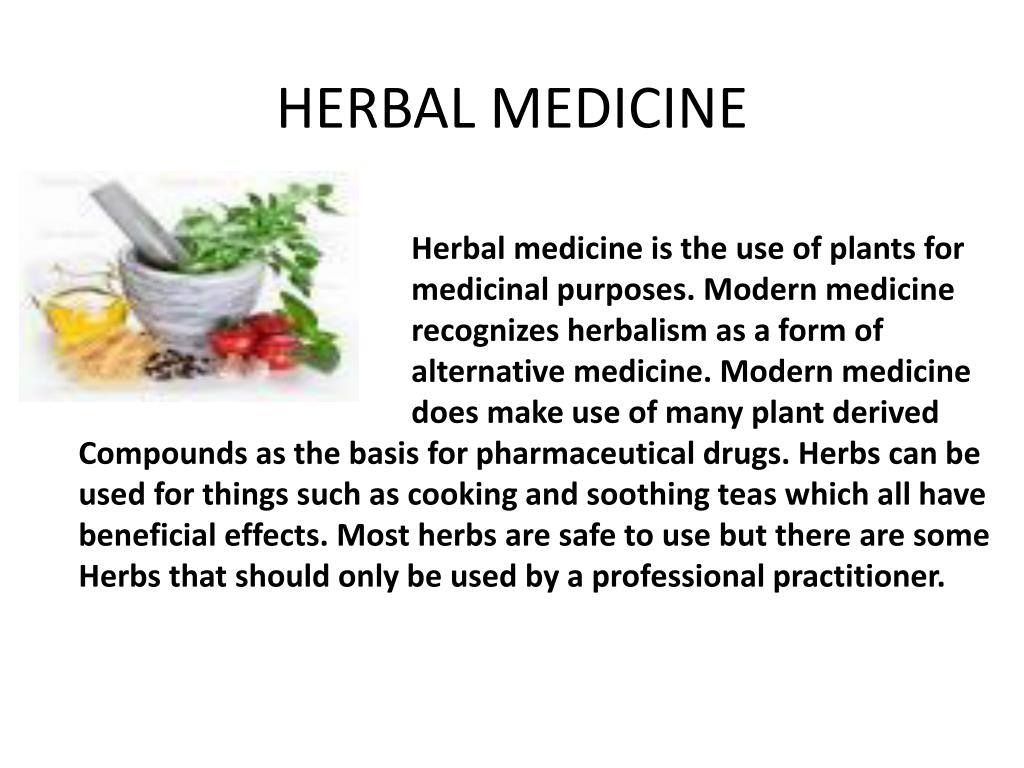 HERBAL MEDICINE
Herbal medicine is the use of plants for
medicinal purposes. Modern medicine
recognizes herbalism as a form of
alternative medicine. Modern medicine
does make use of many plant derived
Compounds as the basis for pharmaceutical drugs. Herbs can be
used for things such as cooking and soothing teas which all have
beneficial effects. Most herbs are safe to use but there are some
Herbs that should only be used by a professional practitioner.